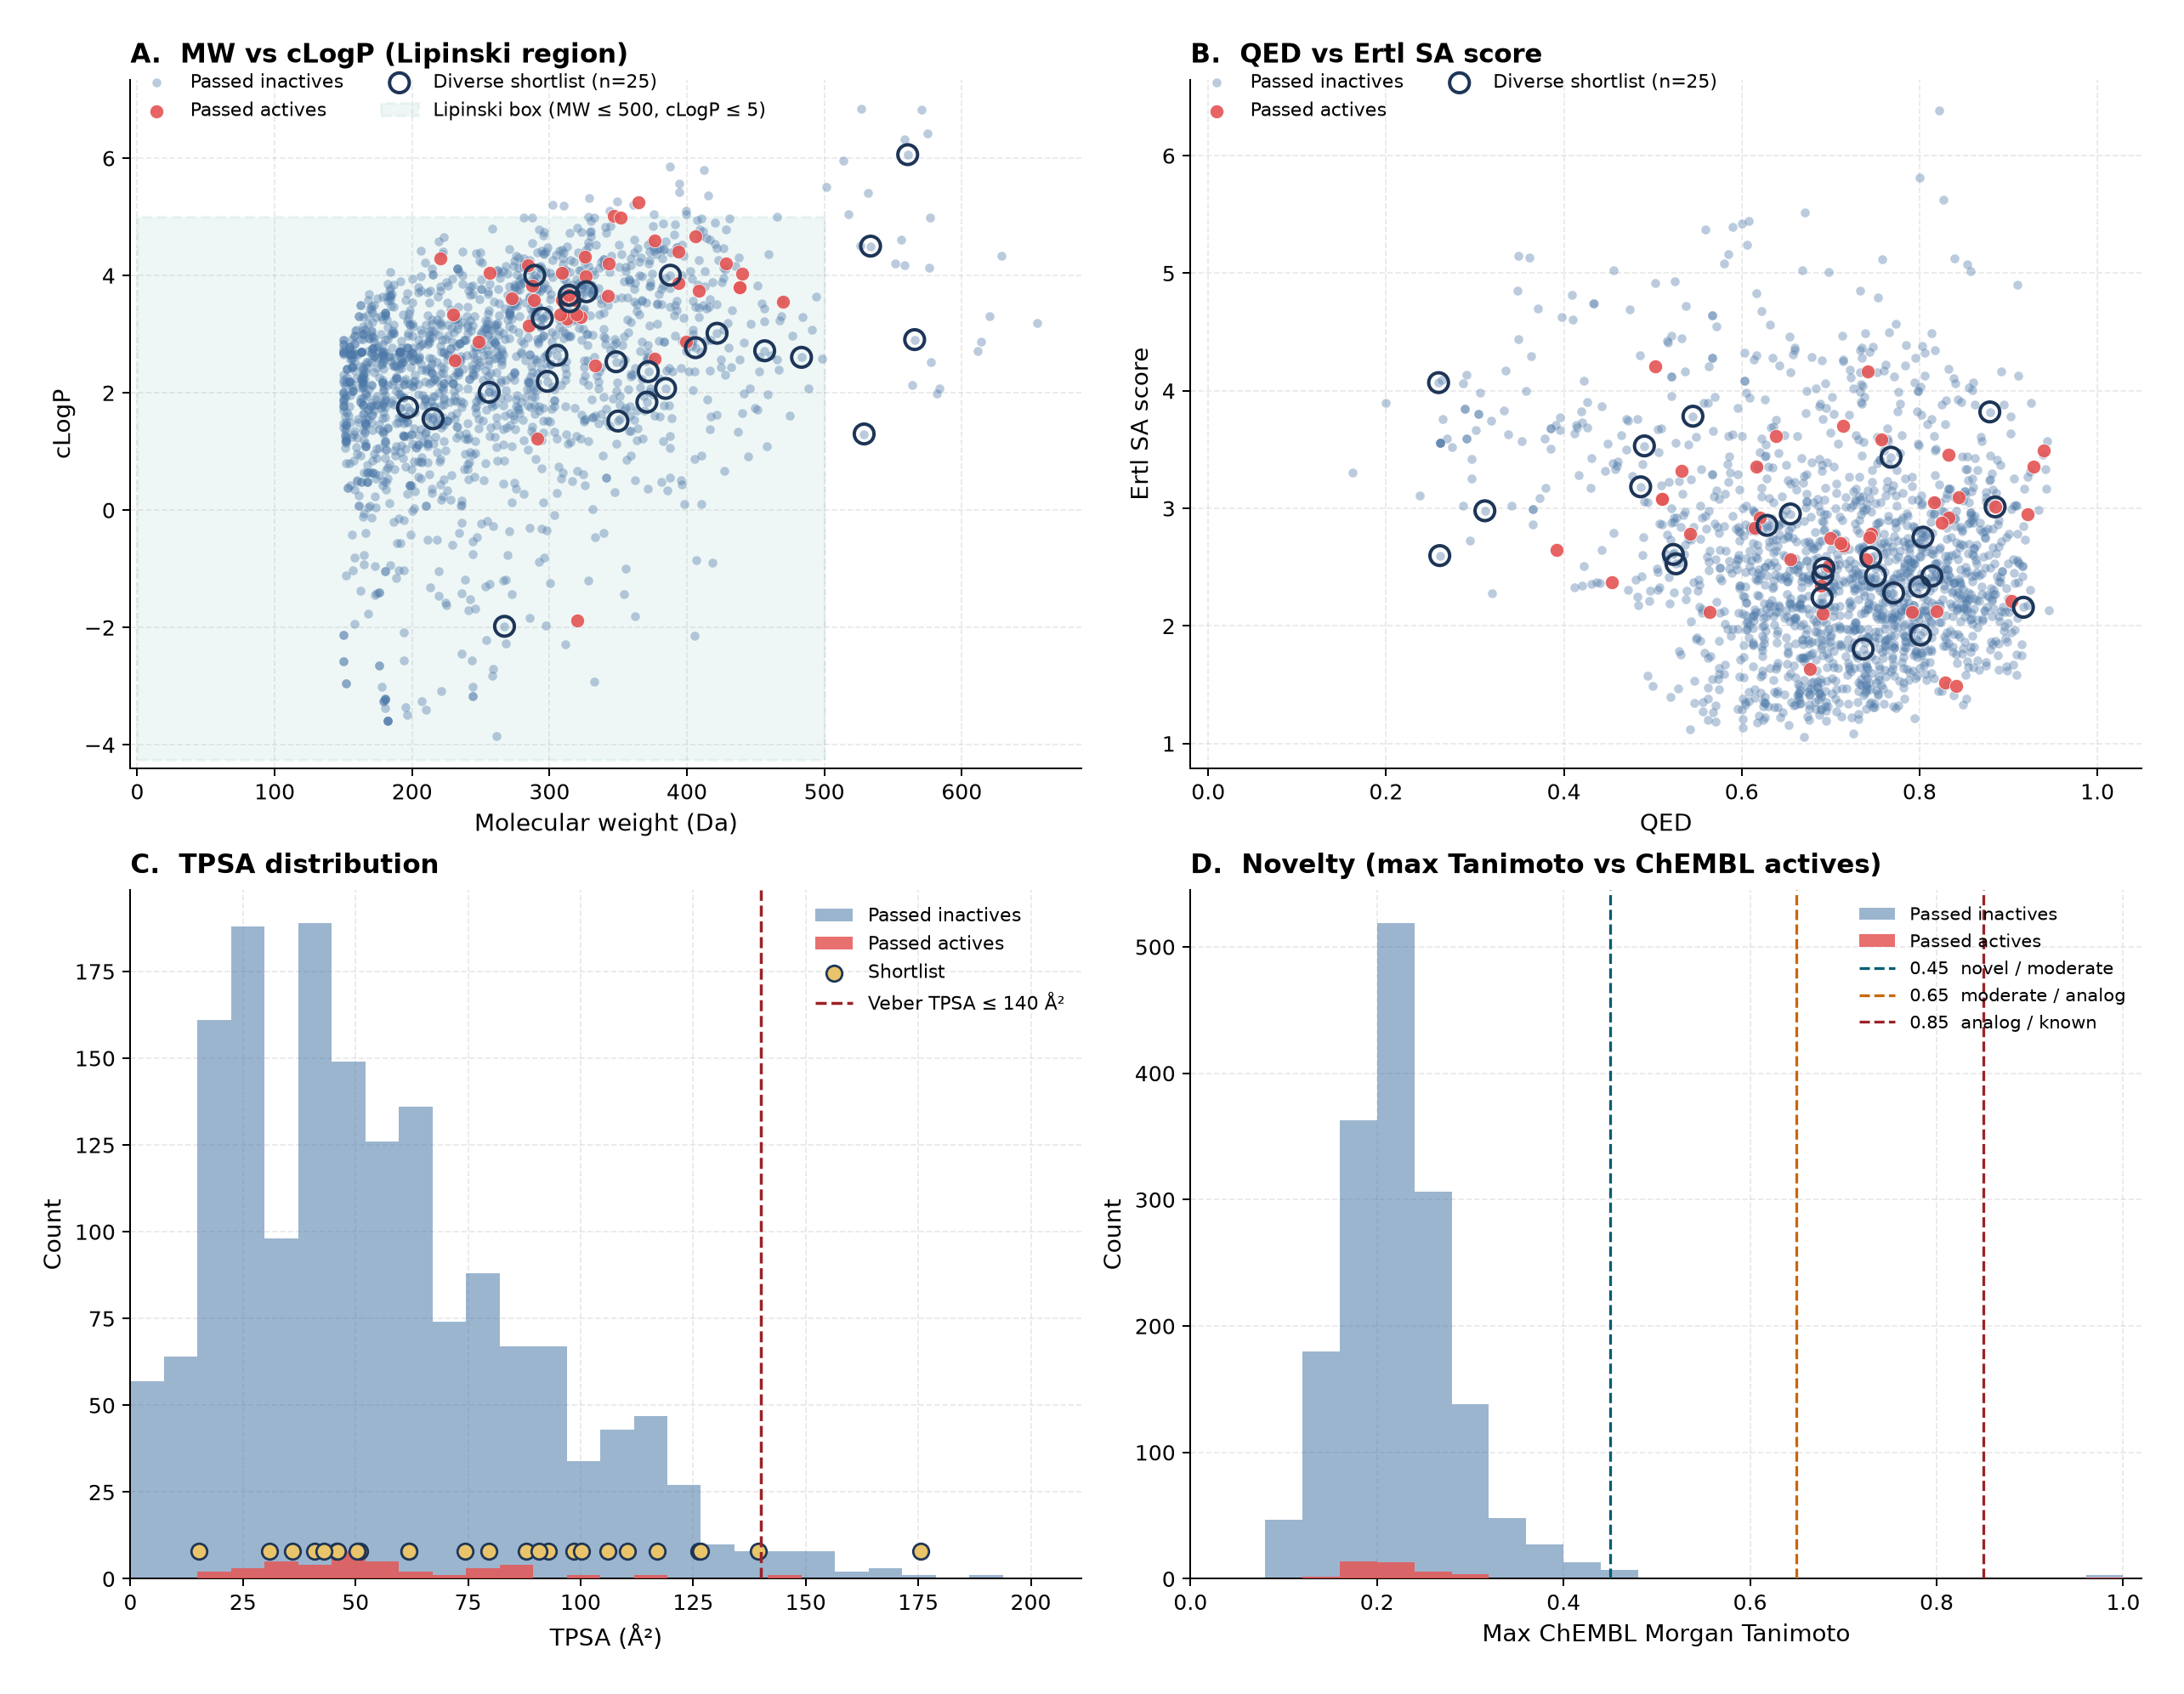 A.  MW vs cLogP (Lipinski region)
Passed inactives
Passed actives
Diverse shortlist (n=25)
Lipinski box (MW ≤ 500, cLogP ≤ 5)
6
4
2
0
−2
−4
cLogP
0
100
200
300
400
500
600
Molecular weight (Da)
B.  QED vs Ertl SA score
Passed inactives
Passed actives
Diverse shortlist (n=25)
6
5
4
3
2
1
Ertl SA score
0.0
0.2
0.4
0.6
0.8
1.0
QED
C.  TPSA distribution
Passed inactives
Passed actives
Shortlist
Veber TPSA ≤ 140 Å²
175
150
125
100
75
50
25
0
Count
0
25
50
75
100
125
150
175
200
TPSA (Å²)
D.  Novelty (max Tanimoto vs ChEMBL actives)
Passed inactives
Passed actives
0.45  novel / moderate
0.65  moderate / analog
0.85  analog / known
500
400
300
200
100
0
Count
0.0
0.2
0.4
0.6
0.8
1.0
Max ChEMBL Morgan Tanimoto